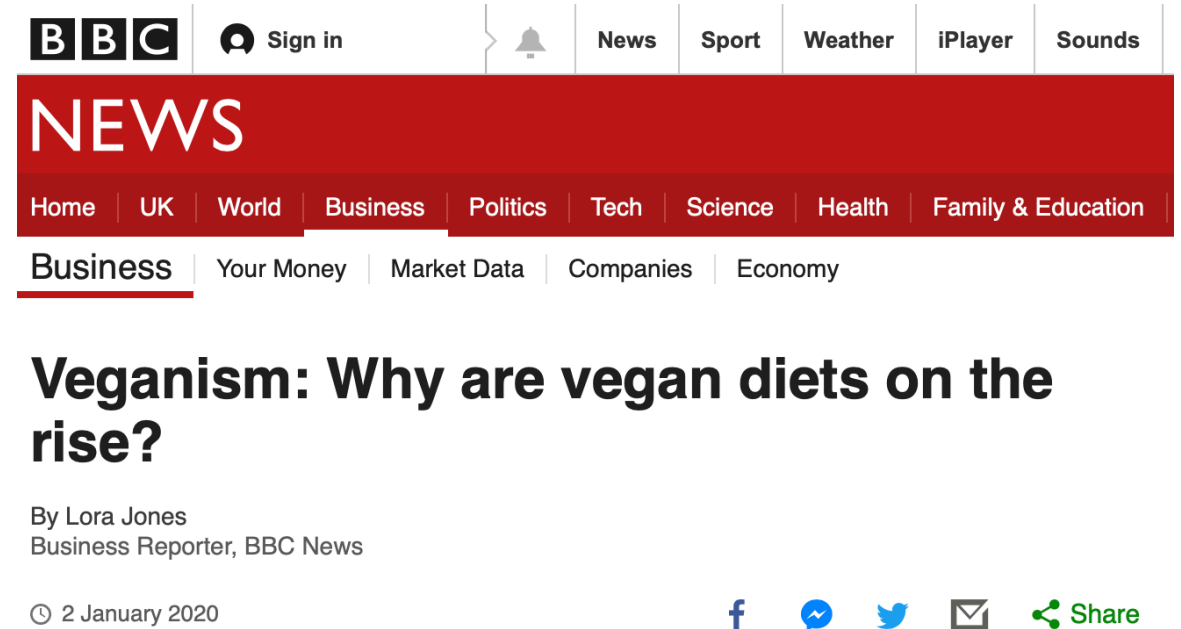 BBC Sign in News Sport Weather iPlayer Sounds
NEWS
Home UK World Business Politics Tech Science Health Family & Education
Business Your Money Market Data Companies Economy
Veganism: Why are vegan diets on the
rise?
By Lora Jones
Business Reporter, BBC News
2 January 2020 Share